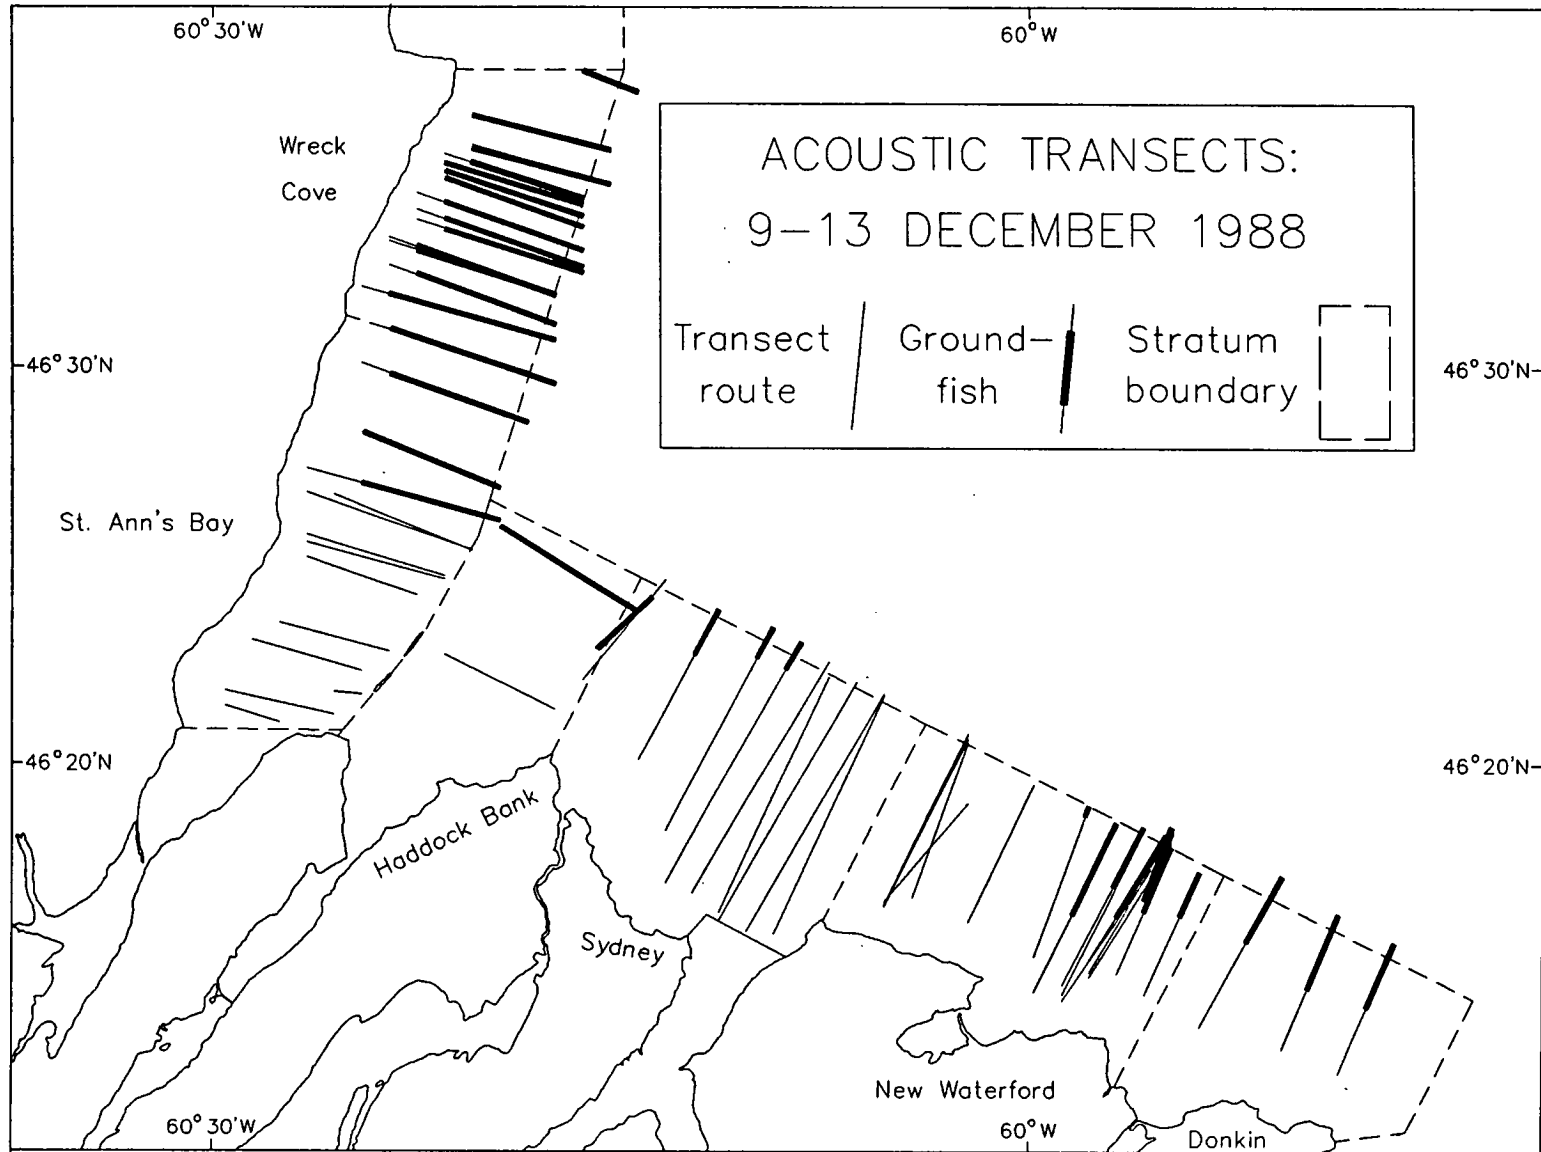 60°30'W
60°W
Wreck
Cove
ACOUSTIC TRANSECTS:
9–13 DECEMBER 1988
Transect
route
Ground–
fish
Stratum
boundary
46°30'N
46°30'N
St. Ann's Bay
46°20'N
46°20'N
Haddock Bank
Sydney
New Waterford
60°30'W
60°W
Donkin